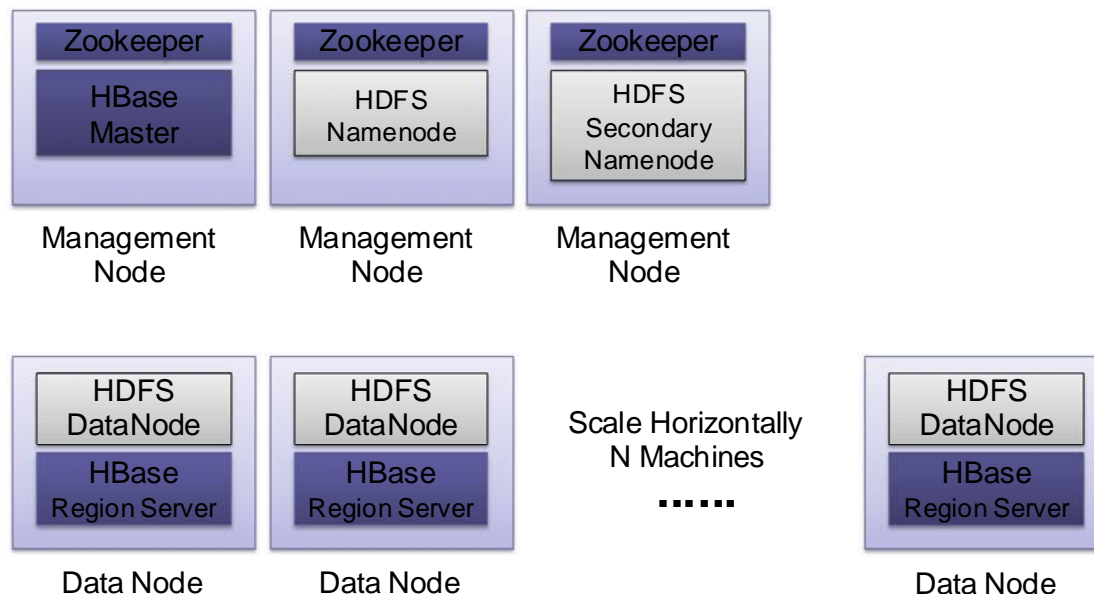 Zookeeper
HBase
Master
Management
Node
Zookeeper
HDFS
Namenode
Management
Node
Zookeeper
HDFS
Secondary
Namenode
Management
Node
HDFS
DataNode
HBase
Region Server
Data Node
HDFS
DataNode
HBase
Region Server
Data Node
Scale Horizontally
N Machines
......
HDFS
DataNode
HBase
Region Server
Data Node